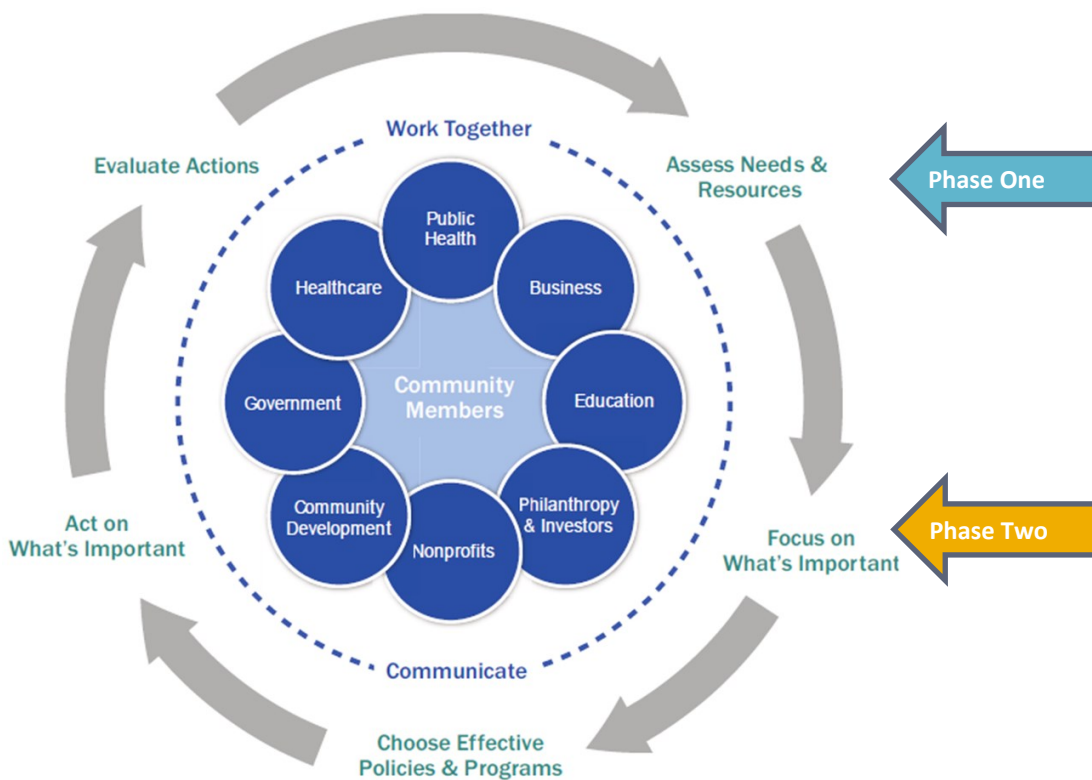 Work Together
Evaluate Actions
Assess Needs &
Resources
Phase One
Public
Health
Healthcare
Business
Community
Members
Government
Education
Community
Development
Philanthropy
& Investors
Nonprofits
Act on
What's Important
Focus on
What's Important
Phase Two
Communicate
Choose Effective
Policies & Programs